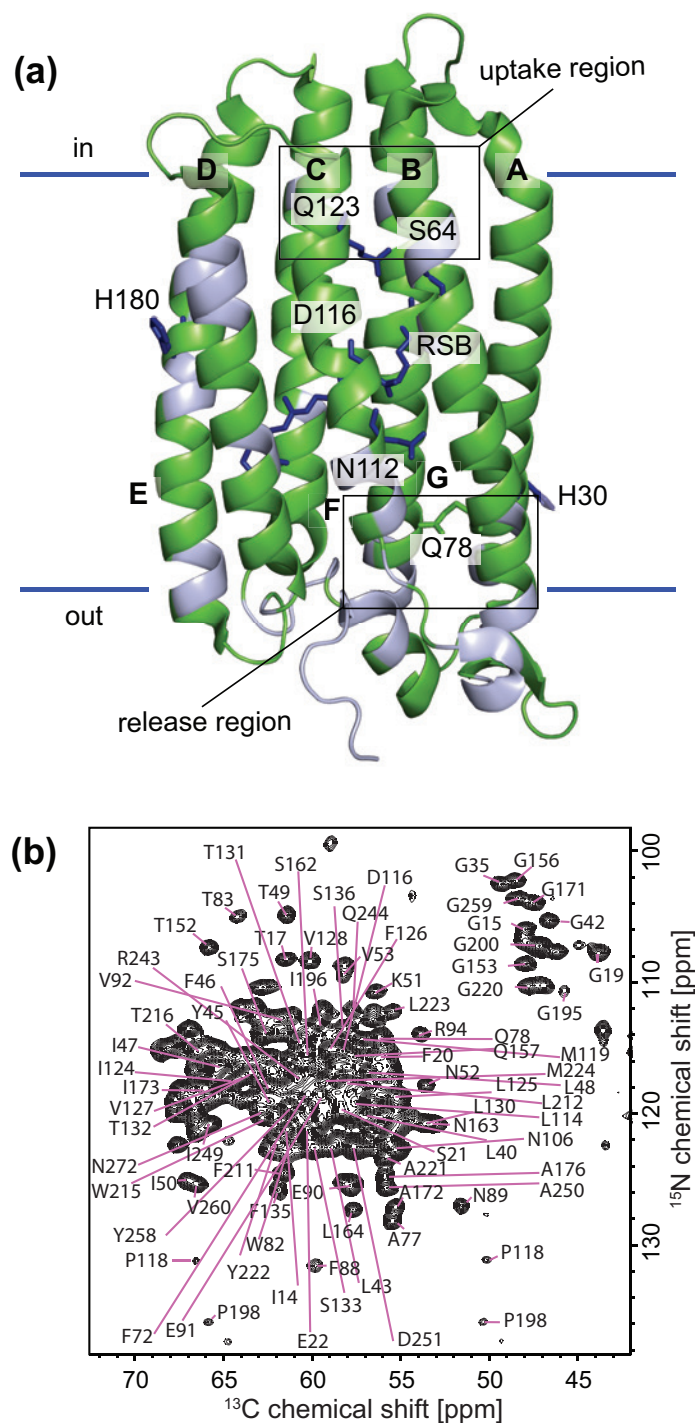 (a)
uptake region
in
D
C
B
A
Q123
S64
H180
D116
RSB
N112
G
E
F
H30
Q78
out
release region
(b)
T131
S162
D116
S136
Q244
T83
T49
F126
G35
G156
G259
G171
T152
T17
V128
V53
G15
G42
R243
S175
G200
V92
F46
I196
K51
G153
G19
T216
Y45
L223
G220
G195
I47
R94
Q78
F20
Q157
M119
I124
N52
M224
I173
L125
L48
V127
L130
L212
T132
N163
L114
N272
I249
S21
L40
N106
W215
I50
F211
E90
A221
A176
V260
F135
A172
N89
A250
Y258
W82
L164
A77
P118
Y222
F88
L43
P118
I14
S133
P198
P198
F72
E91
E22
D251
100
110
120
130
15N chemical shift [ppm]
70
65
60
55
50
45
13C chemical shift [ppm]